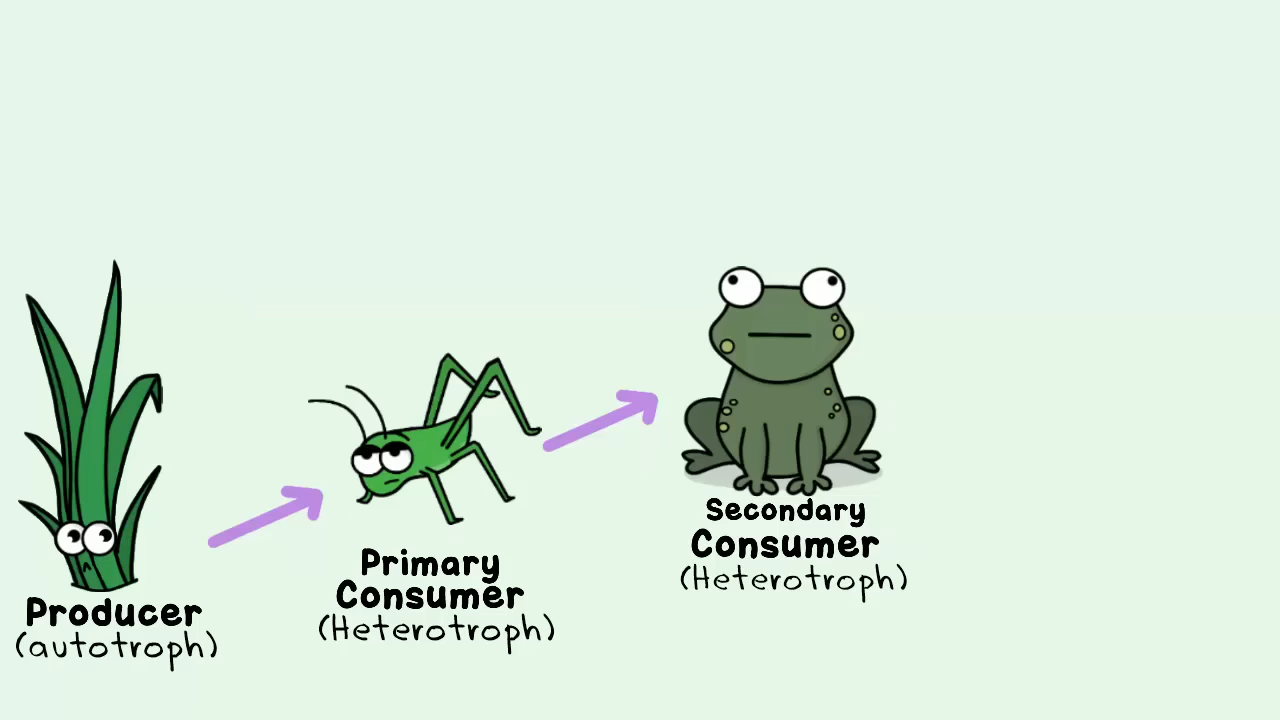 Producer
(autotroph)
Primary
Consumer
(Heterotroph)
Secondary
Consumer
(Heterotroph)